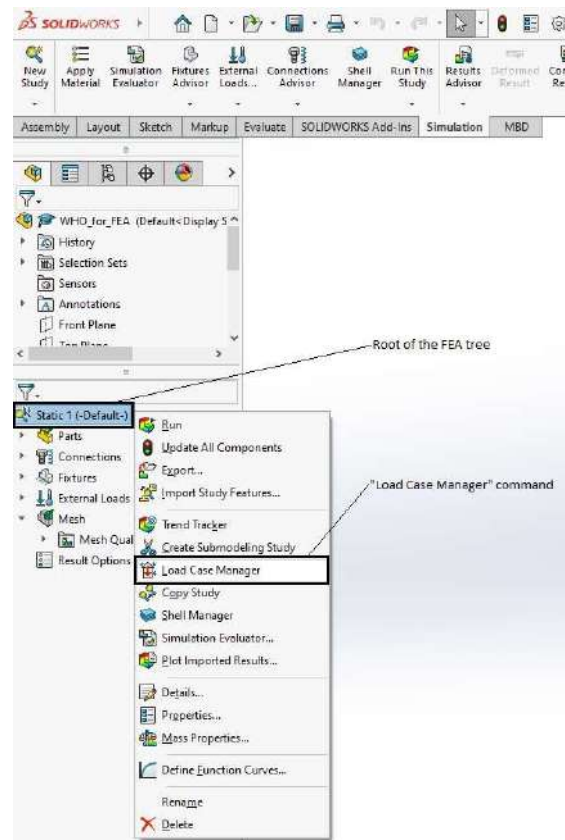 SOLIDWORKS
New Study
Apply Material
Simulation Evaluator
Fixtures Advisor
External Loads...
Connections Advisor
Shell Manager
Run This Study
Results Advisor
Deformed Result
Assembly Layout Sketch Markup Evaluate SOLIDWORKS Add-Ins Simulation MBD
WHO_for_FEA (Default<Display S
History
Selection Sets
Sensors
Annotations
Front Plane
Top Plane
Root of the FEA tree
Static 1 (-Default-)
Parts
Connections
Fixtures
External Loads
Mesh
Mesh Qual
Result Options
Run
Update All Components
Export...
Import Study Features...
Trend Tracker
Create Submodeling Study
Load Case Manager
"Load Case Manager" command
Copy Study
Shell Manager
Simulation Evaluator...
Plot Imported Results...
Details...
Properties...
Mass Properties...
Define Function Curves...
Rename
Delete